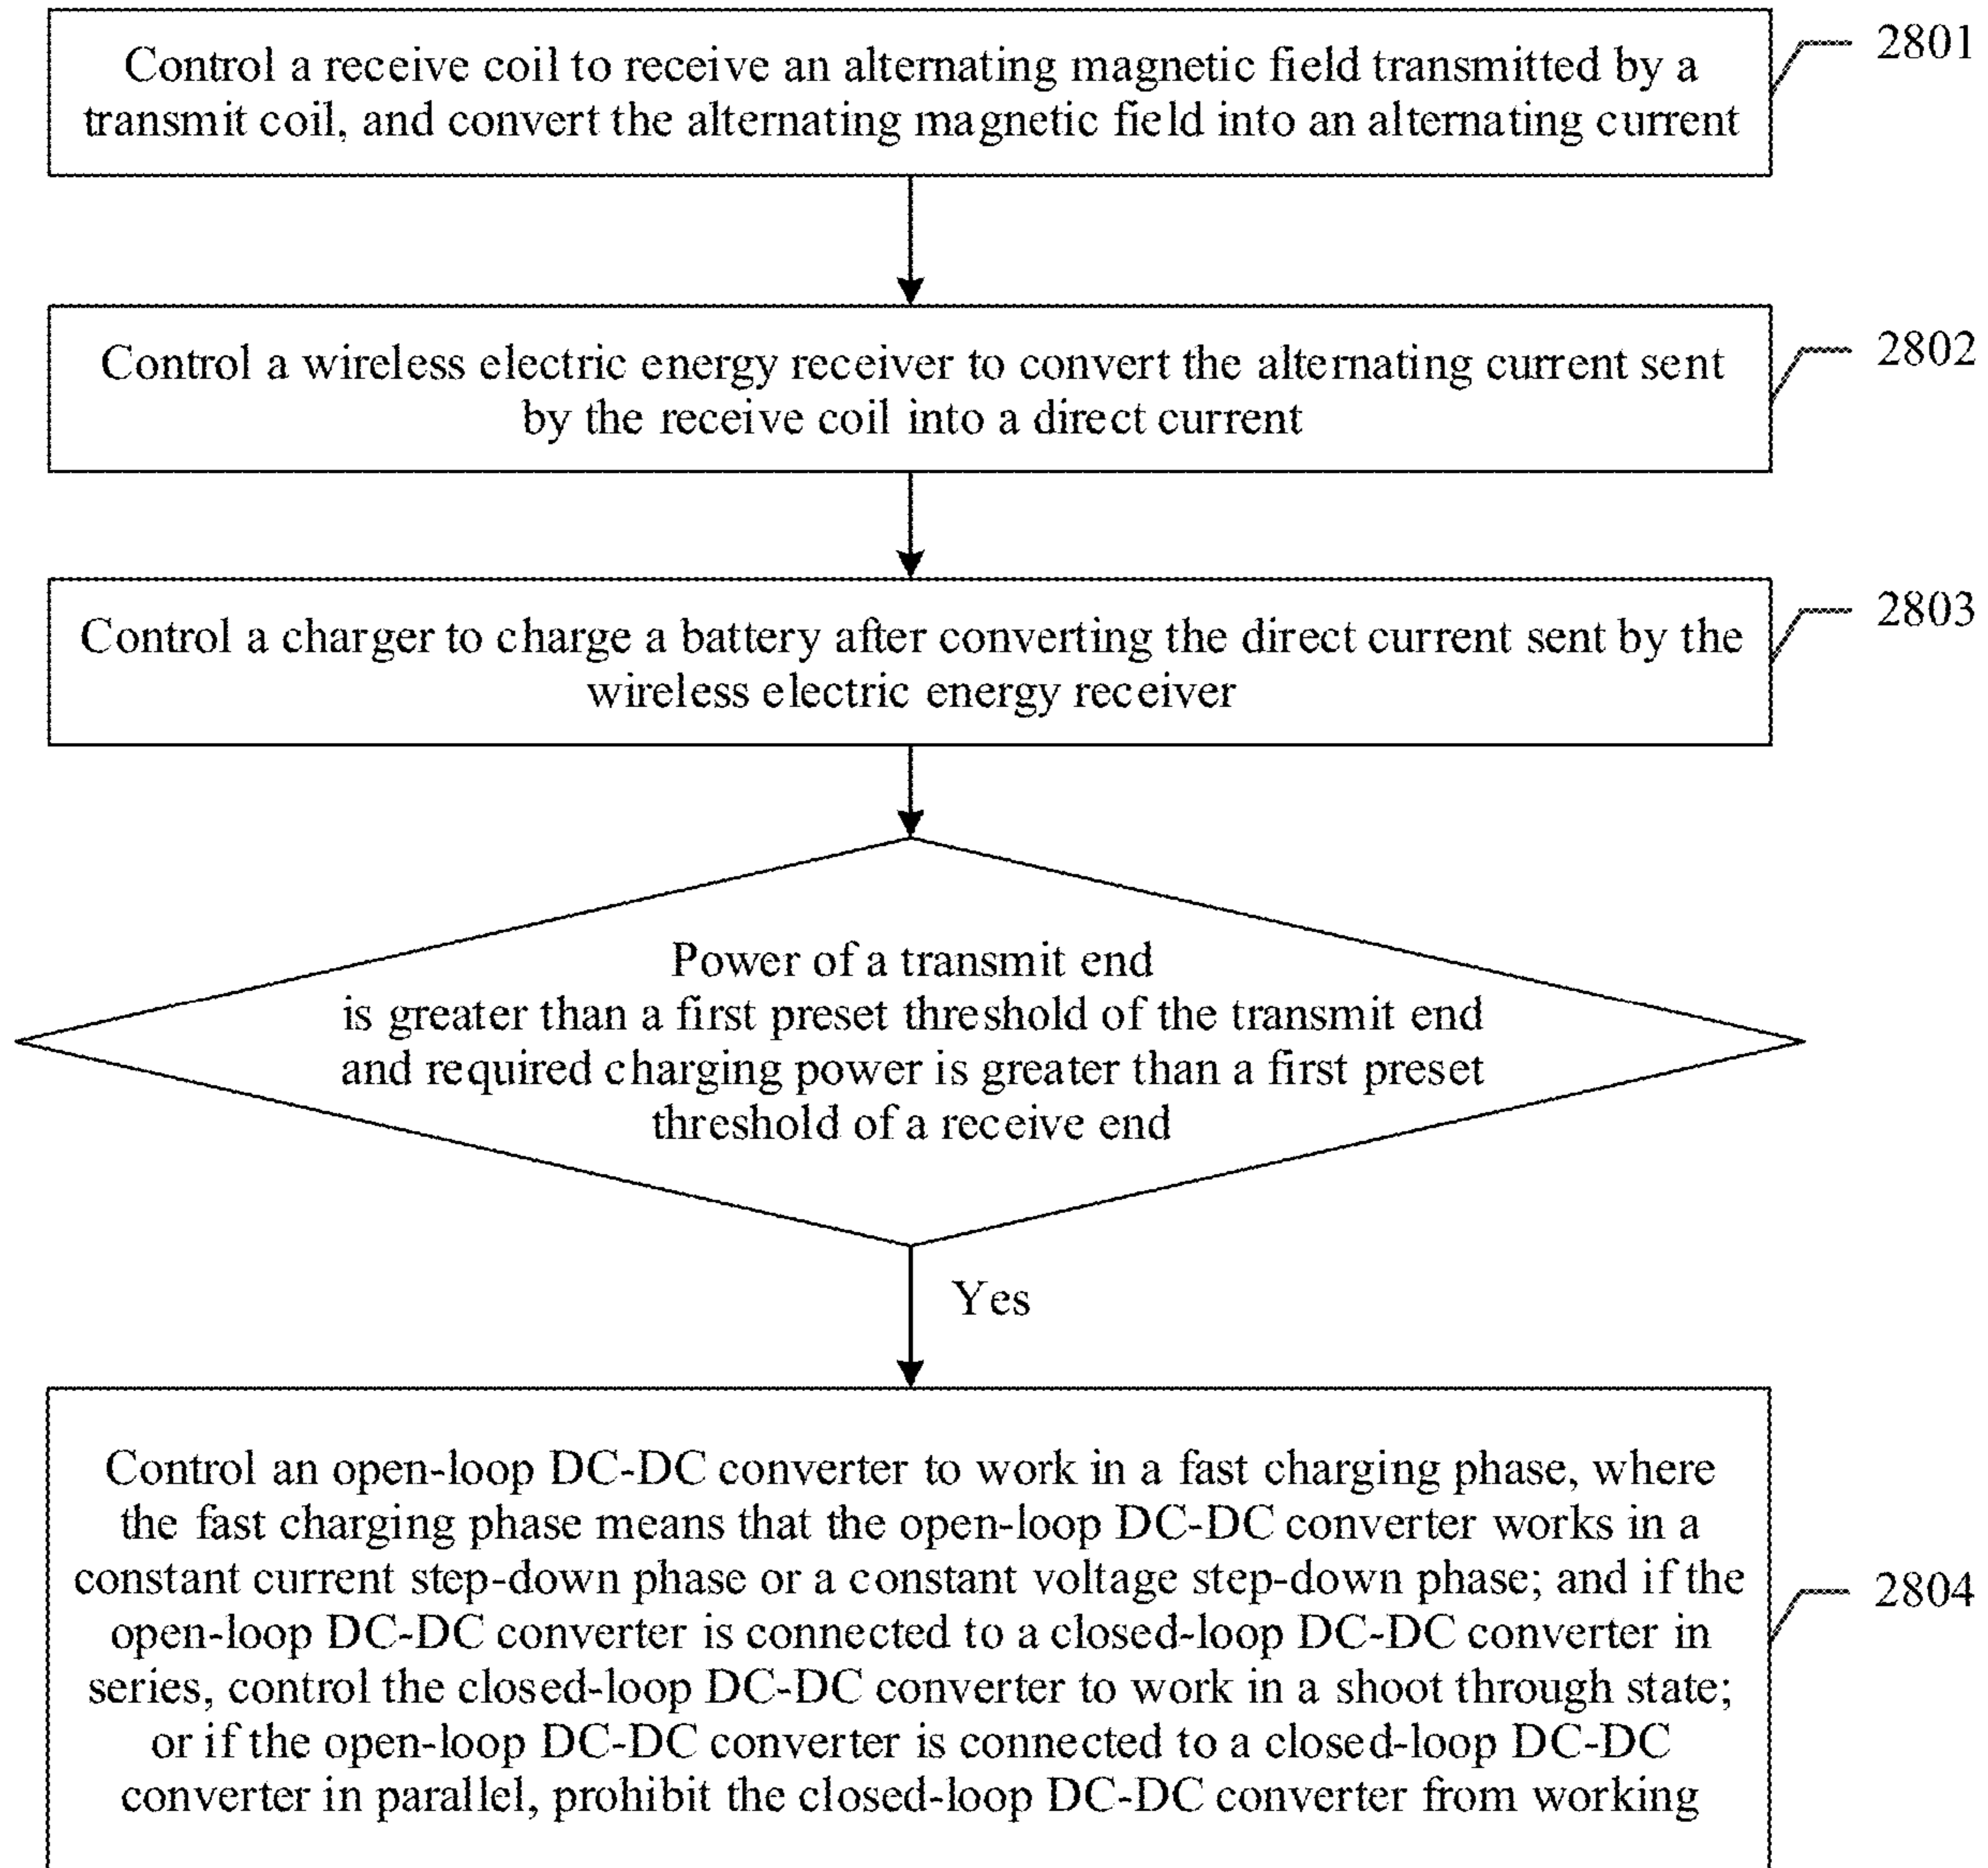 Control a receive coil to receive an alternating magnetic field transmitted by a
transmit coil, and convert the alternating magnetic field into an alternating current
2801
Control a wireless electric energy receiver to convert the alternating current sent
by the receive coil into a direct current
2802
Control a charger to charge a battery after converting the direct current sent by the
wireless electric energy receiver
2803
Power of a transmit end
is greater than a first preset threshold of the transmit end
and required charging power is greater than a first preset
threshold of a receive end
Yes
Control an open-loop DC-DC converter to work in a fast charging phase, where
the fast charging phase means that the open-loop DC-DC converter works in a
constant current step-down phase or a constant voltage step-down phase; and if the
open-loop DC-DC converter is connected to a closed-loop DC-DC converter in
series, control the closed-loop DC-DC converter to work in a shoot through state;
or if the open-loop DC-DC converter is connected to a closed-loop DC-DC
converter in parallel, prohibit the closed-loop DC-DC converter from working
2804